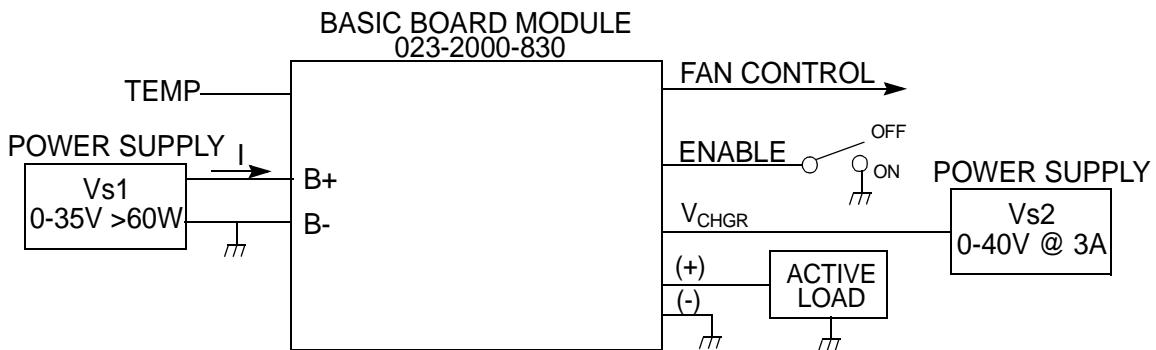 BASIC BOARD MODULE
023-2000-830
TEMP
FAN CONTROL
POWER SUPPLY
I
Vs1
0-35V >60W
B+
B-
ENABLE
OFF
ON
POWER SUPPLY
Vs2
0-40V @ 3A
VCHGR
(+)
(-)
ACTIVE
LOAD